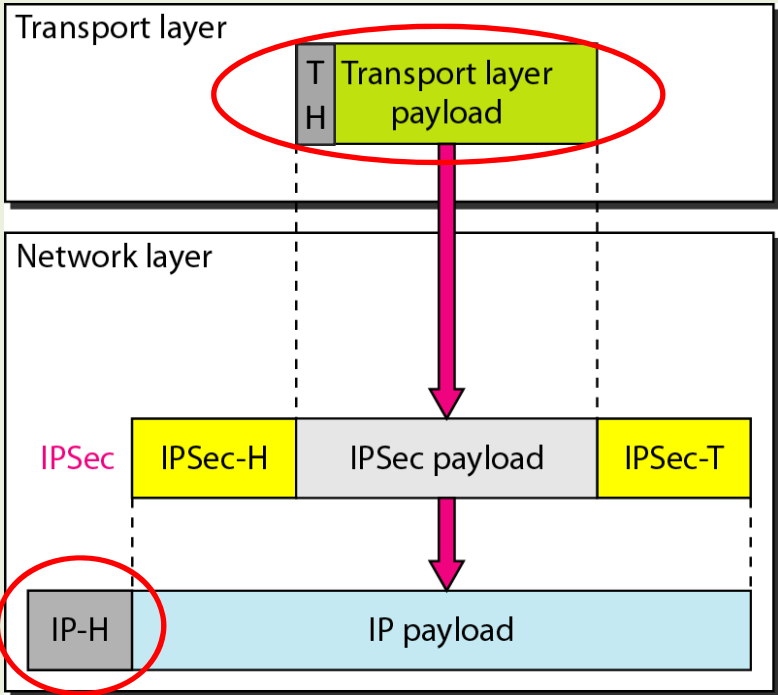 Transport layer
T
H
Transport layer
payload
Network layer
IPSec
IPSec-H
IPSec payload
IPSec-T
IP-H
IP payload